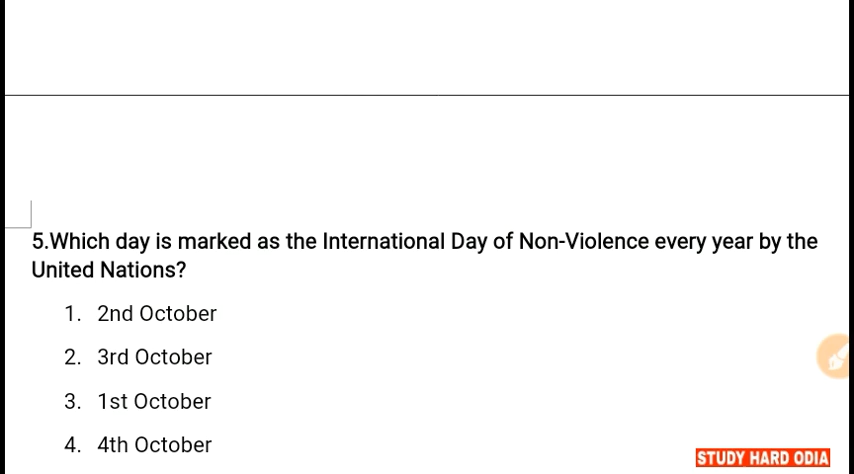 5.Which day is marked as the International Day of Non-Violence every year by the
United Nations?
1. 2nd October
2. 3rd October
3. 1st October
4. 4th October
STUDY HARD ODIA